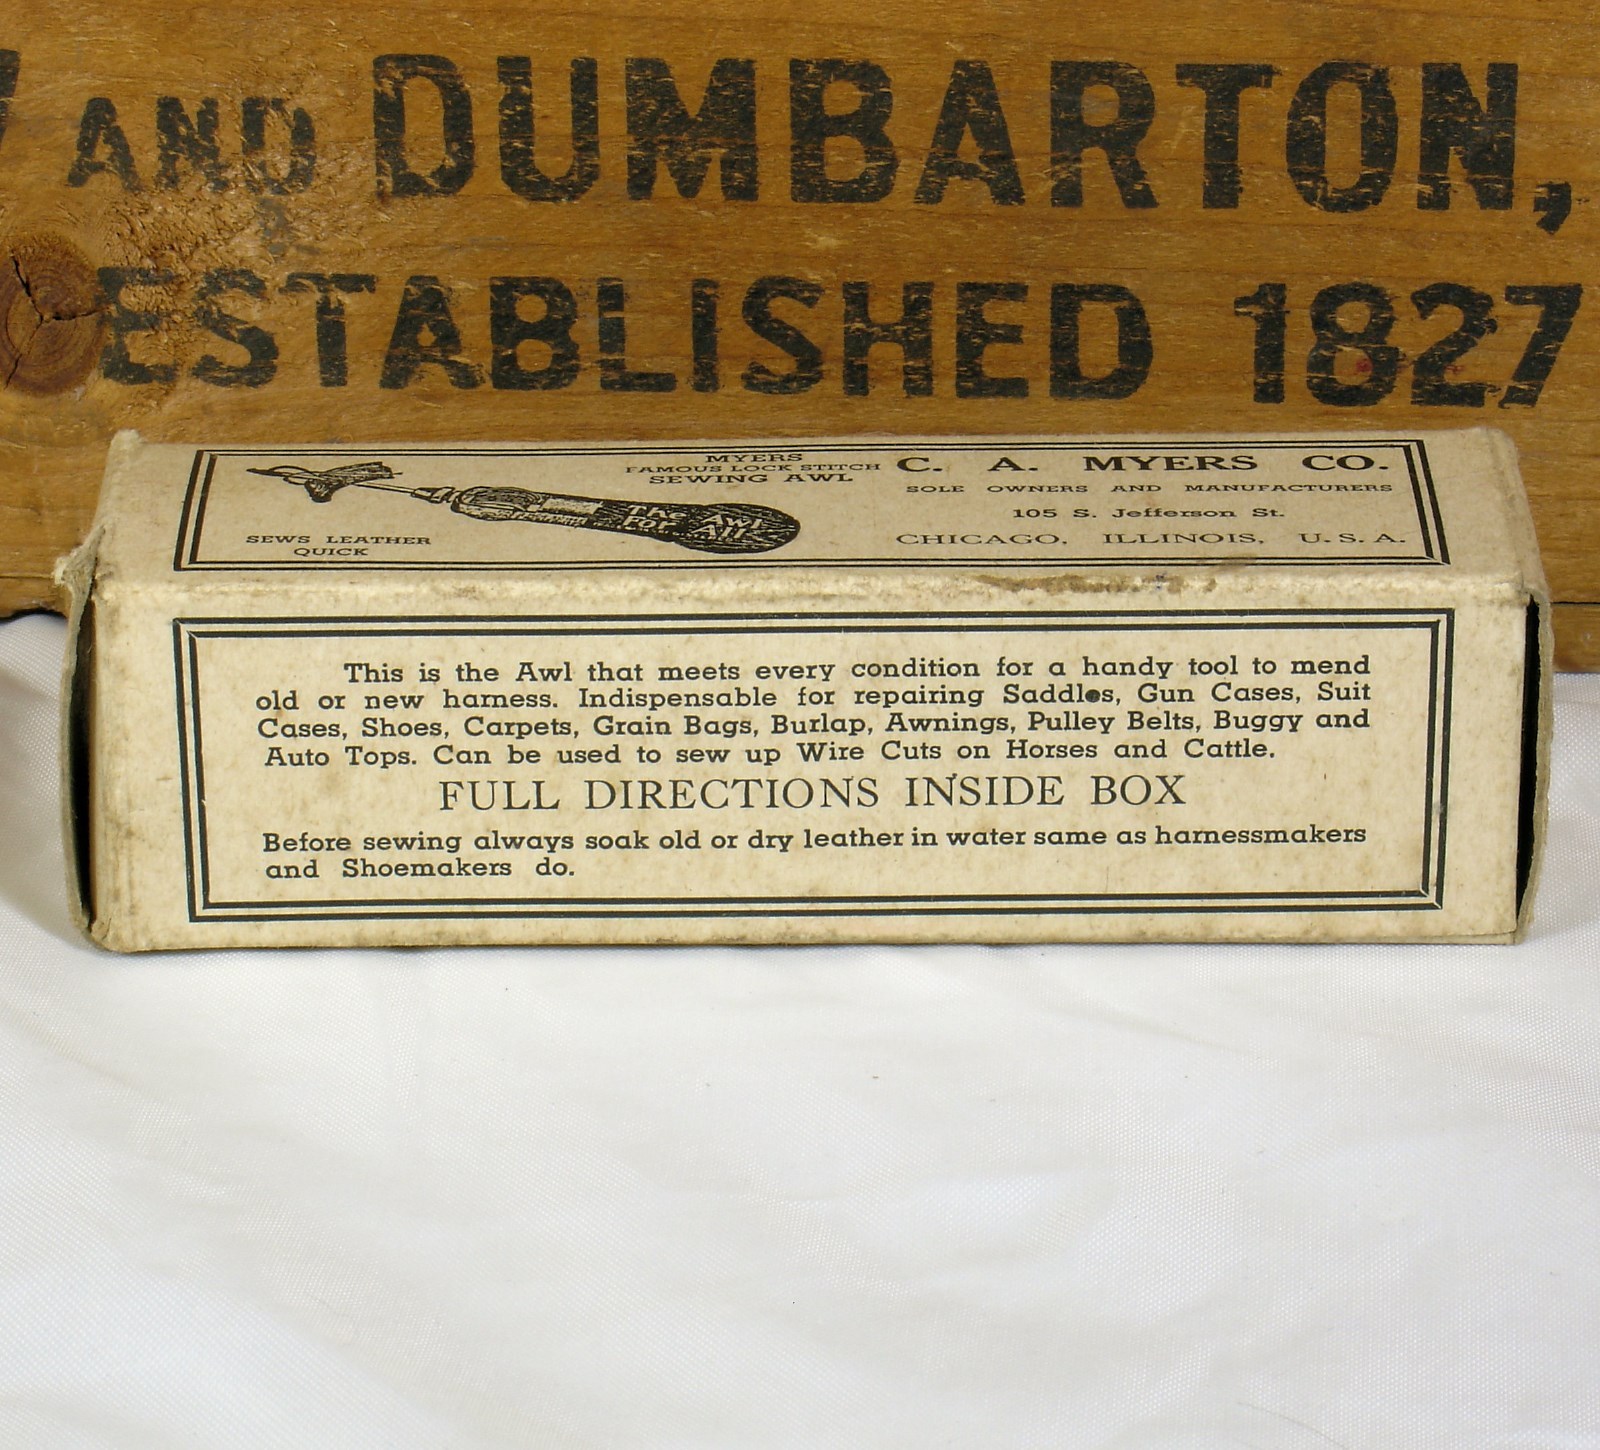 AND DUMBARTON,
ESTABLISHED 1827
MYERS
FAMOUS LOCK STITCH
SEWING AWL
The Awl
For All
SEWS LEATHER
QUICK
C. A. MYERS CO.
SOLE OWNERS AND MANUFACTURERS
105 S. Jefferson St.
CHICAGO, ILLINOIS, U. S. A.
This is the Awl that meets every condition for a handy tool to mend
old or new harness. Indispensable for repairing Saddles, Gun Cases, Suit
Cases, Shoes, Carpets, Grain Bags, Burlap, Awnings, Pulley Belts, Buggy and
Auto Tops. Can be used to sew up Wire Cuts on Horses and Cattle.
FULL DIRECTIONS INSIDE BOX
Before sewing always soak old or dry leather in water same as harnessmakers
and Shoemakers do.